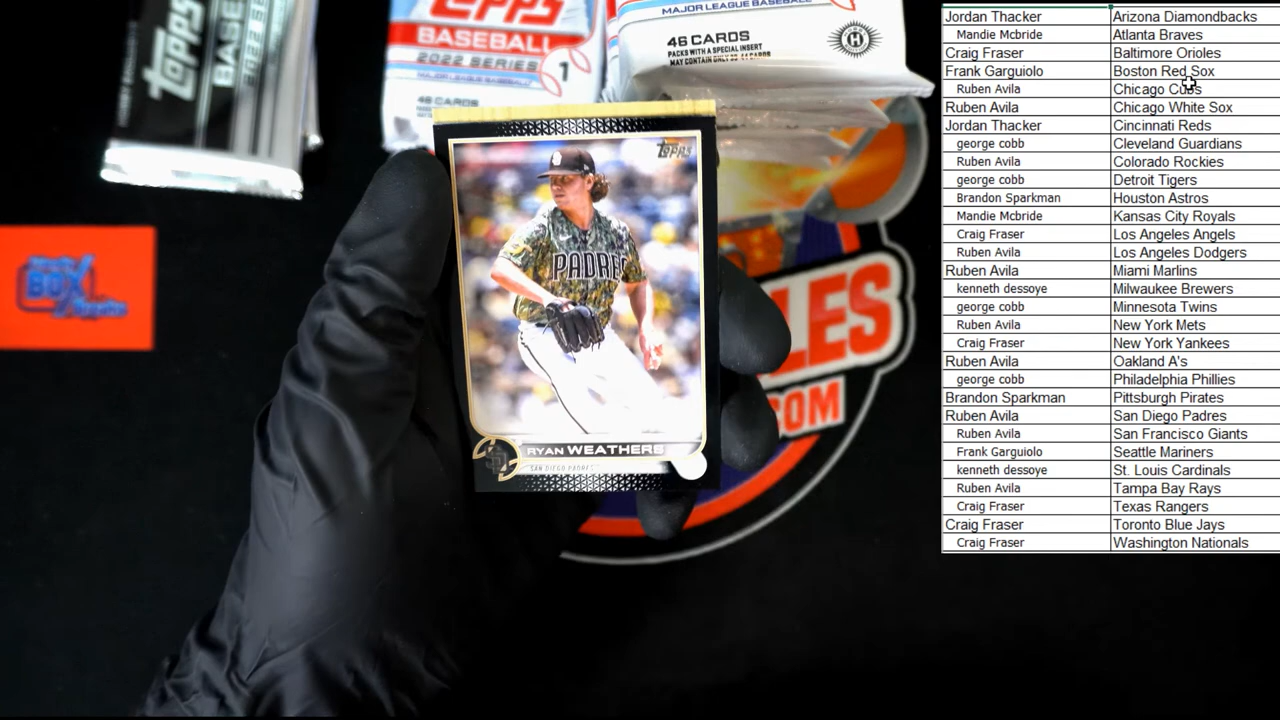 topps
BASE
TOPPS
BASEBALL
2022 SERIES 1
MAJOR LEAGUE BASEBALL
46 CARDS
MAJOR LEAGUE BASEBALL
46 CARDS
PACKS WITH A SPECIAL INSERT
H
TOPPS
PADRES
RYAN WEATHERS
SAN DIEGO PADRES
BOX
LES
.COM
Jordan Thacker Arizona Diamondbacks
Mandie Mcbride Atlanta Braves
Craig Fraser Baltimore Orioles
Frank Garguiolo Boston Red Sox
Ruben Avila Chicago Cubs
Ruben Avila Chicago White Sox
Jordan Thacker Cincinnati Reds
george cobb Cleveland Guardians
Ruben Avila Colorado Rockies
george cobb Detroit Tigers
Brandon Sparkman Houston Astros
Mandie Mcbride Kansas City Royals
Craig Fraser Los Angeles Angels
Ruben Avila Los Angeles Dodgers
Ruben Avila Miami Marlins
kenneth dessoye Milwaukee Brewers
george cobb Minnesota Twins
Ruben Avila New York Mets
Craig Fraser New York Yankees
Ruben Avila Oakland A's
george cobb Philadelphia Phillies
Brandon Sparkman Pittsburgh Pirates
Ruben Avila San Diego Padres
Ruben Avila San Francisco Giants
Frank Garguiolo Seattle Mariners
kenneth dessoye St. Louis Cardinals
Ruben Avila Tampa Bay Rays
Craig Fraser Texas Rangers
Craig Fraser Toronto Blue Jays
Craig Fraser Washington Nationals